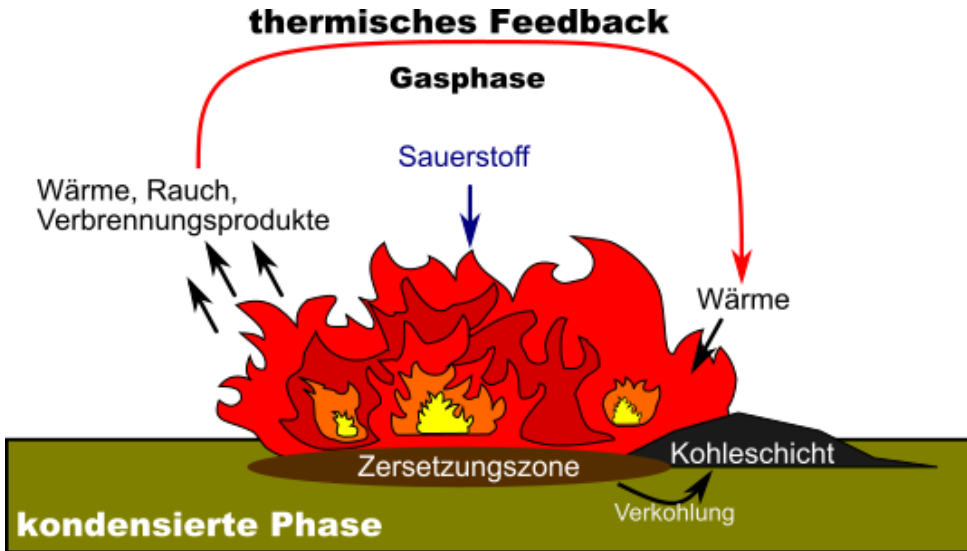 thermisches Feedback
Gasphase
Sauerstoff
Wärme, Rauch,
Verbrennungsprodukte
Wärme
Zersetzungszone
Kohleschicht
Verkohlung
kondensierte Phase